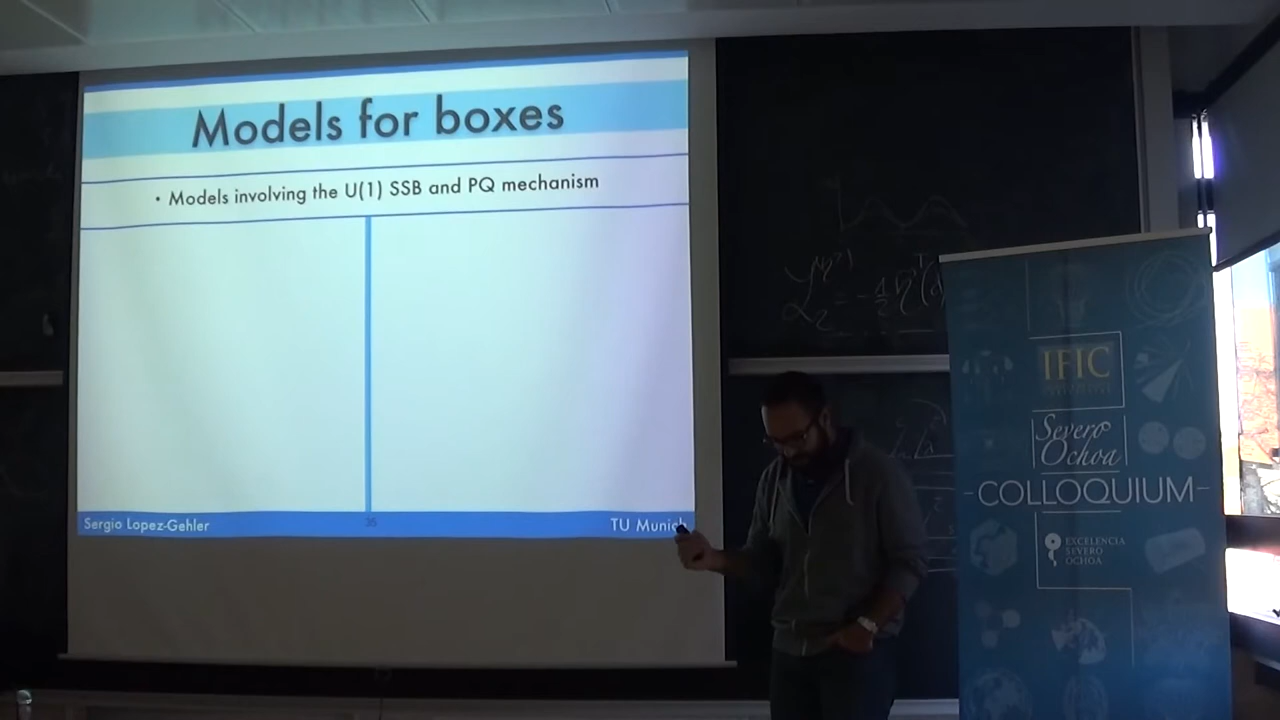 Models for boxes
• Models involving the U(1) SSB and PQ mechanism
Sergio Lopez-Gehler
35
TU Munich
IFIC
Severo
Ochoa
COLLOQUIUM
EXCELENCIA
SEVERO
OCHOA